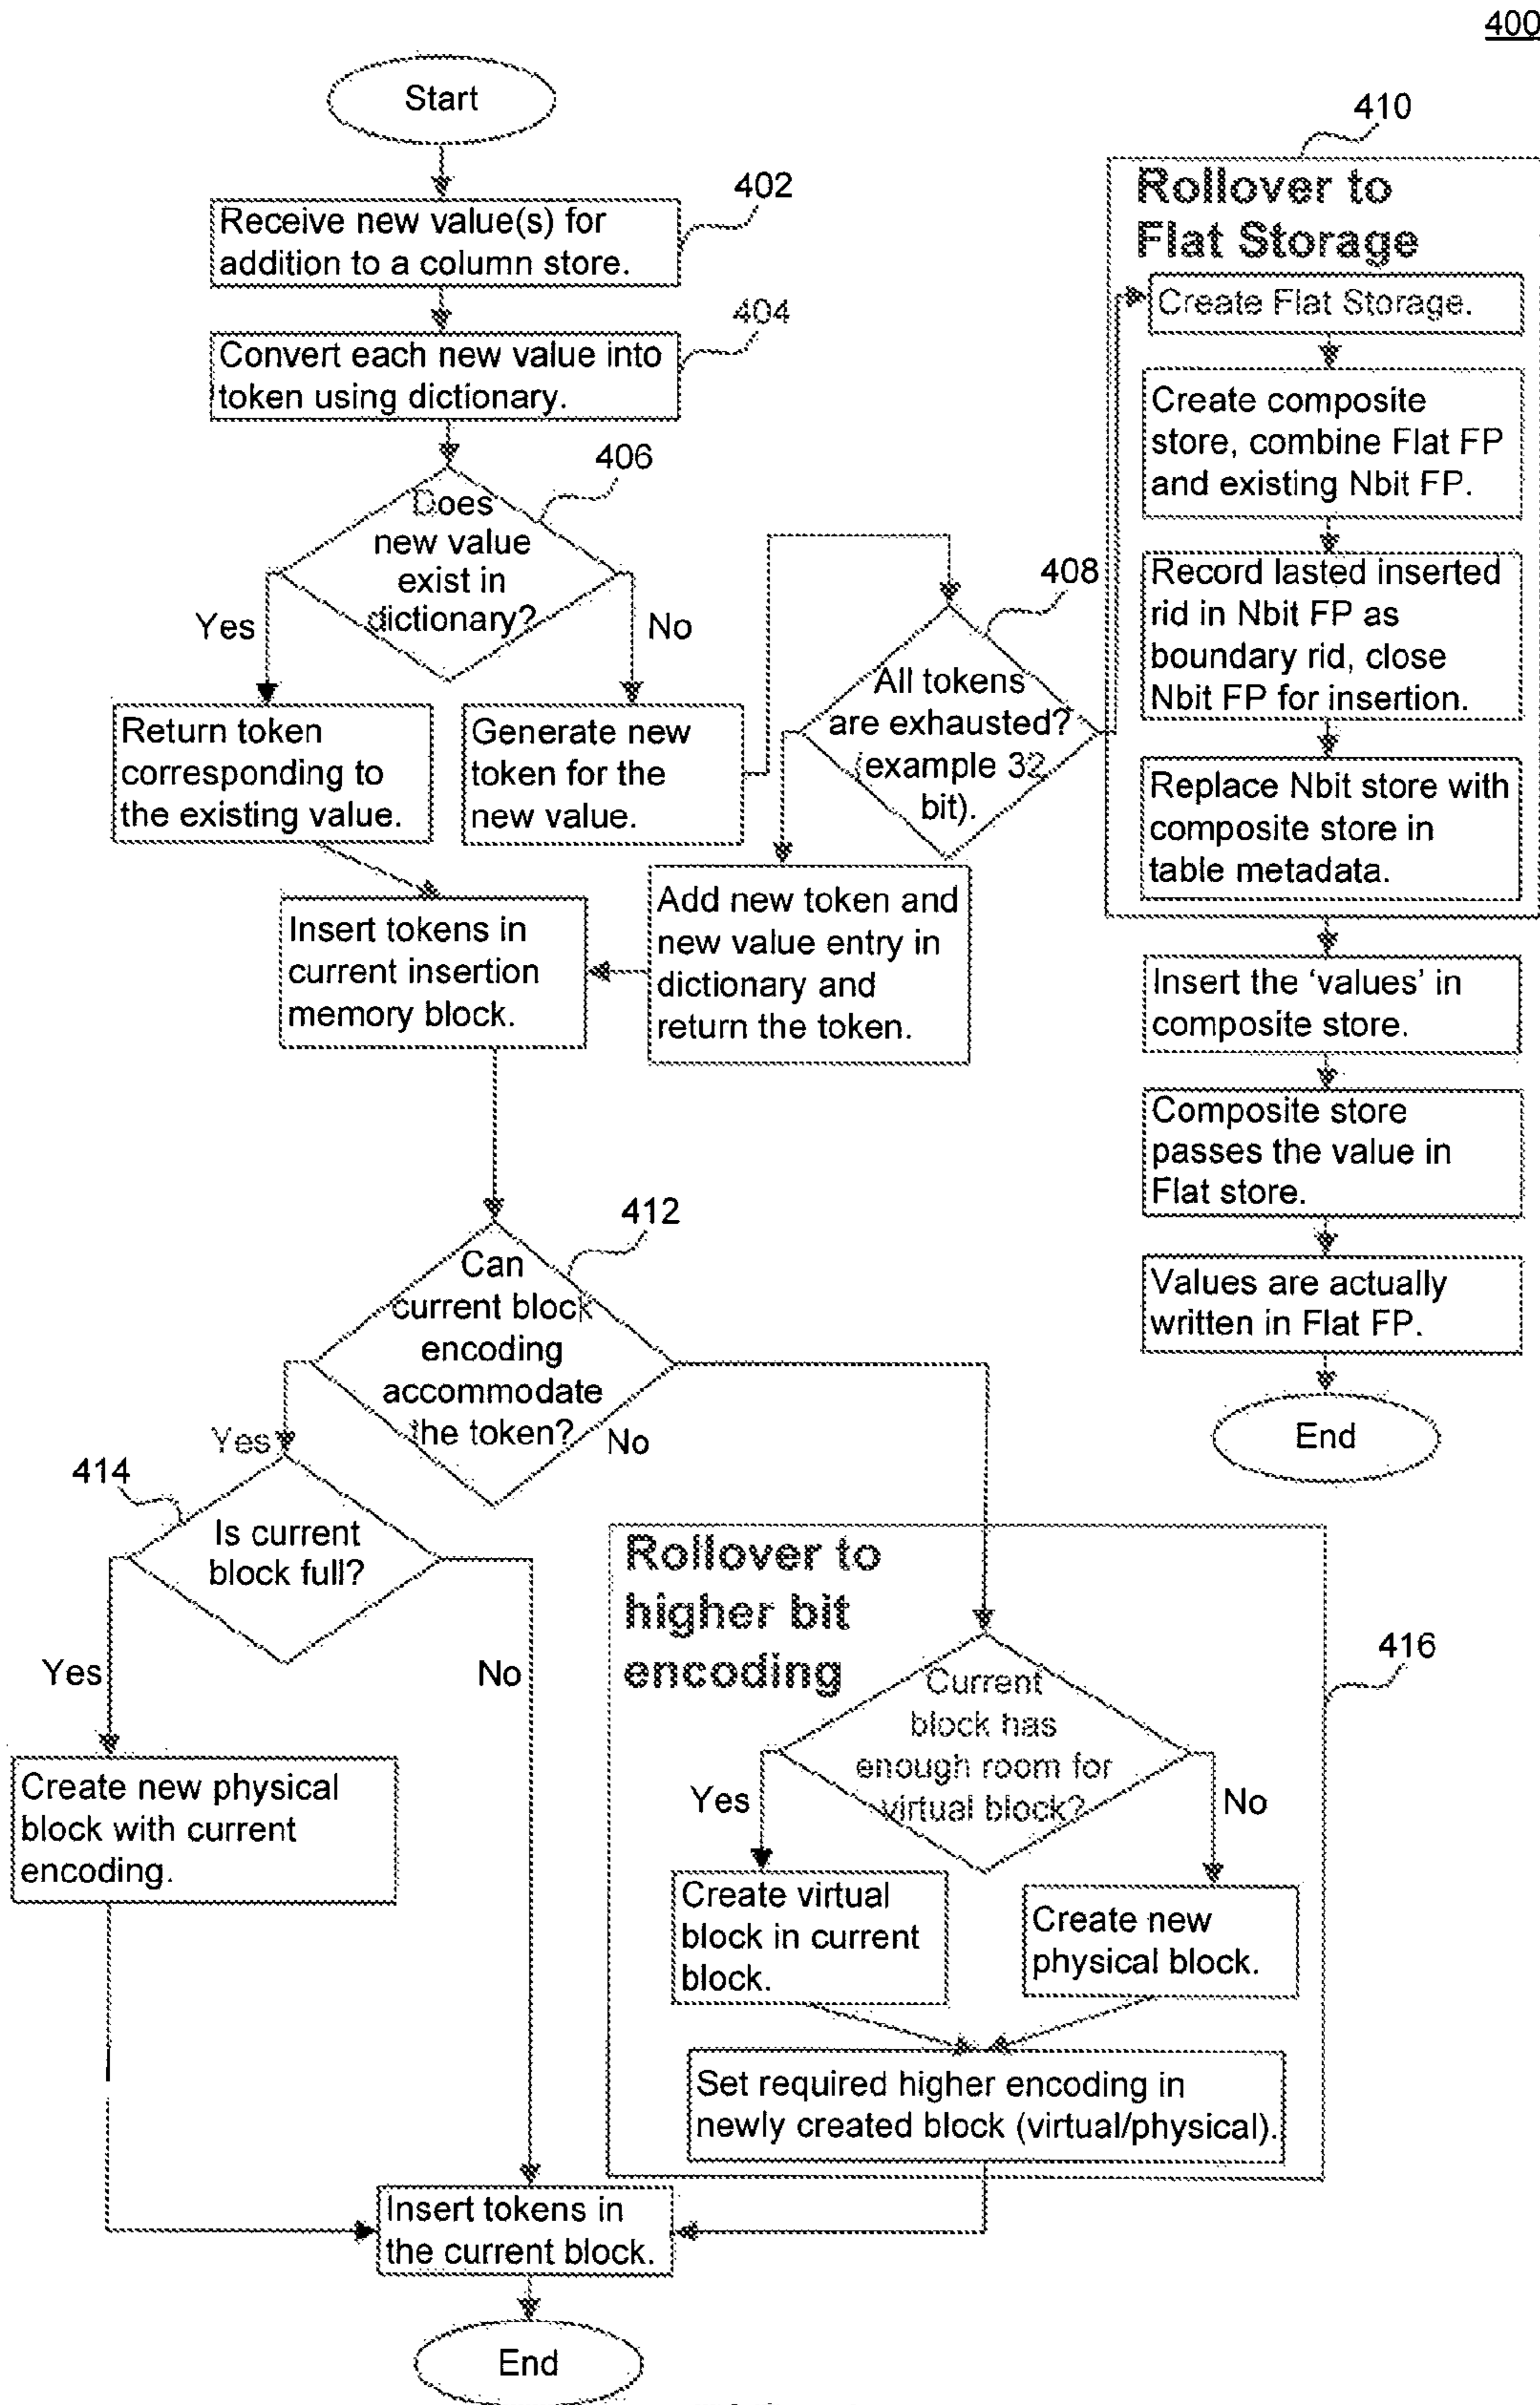 400
Start
402
Receive new value(s) for
addition to a column store.
404
Convert each new value into
token using dictionary.
406
Does
new value
exist in
dictionary?
Yes
No
Return token
corresponding to
the existing value.
Generate new
token for the
new value.
408
All tokens
are exhausted?
(example 32
bit).
Insert tokens in
current insertion
memory block.
Add new token and
new value entry in
dictionary and
return the token.
410
Rollover to
Flat Storage
Create Flat Storage.
Create composite
store, combine Flat FP
and existing Nbit FP.
Record lasted inserted
rid in Nbit FP as
boundary rid, close
Nbit FP for insertion.
Replace Nbit store with
composite store in
table metadata.
Insert the ‘values’ in
composite store.
Composite store
passes the value in
Flat store.
Values are actually
written in Flat FP.
End
412
Can
current block
encoding
accommodate
the token?
Yes
No
414
Is current
block full?
Yes
No
Create new physical
block with current
encoding.
Rollover to
higher bit
encoding
416
Current
block has
enough room for
virtual block?
Yes
No
Create virtual
block in current
block.
Create new
physical block.
Set required higher encoding in
newly created block (virtual/physical).
Insert tokens in
the current block.
End